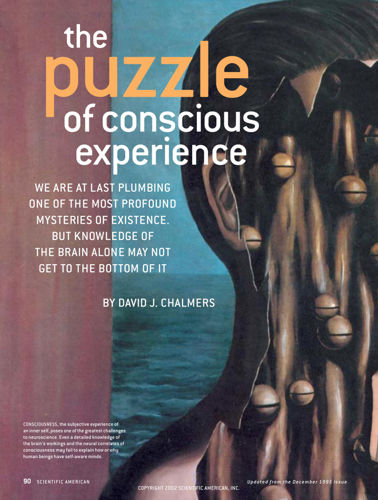 the
puzzle
of conscious
experience
WE ARE AT LAST PLUMBING
ONE OF THE MOST PROFOUND
MYSTERIES OF EXISTENCE.
BUT KNOWLEDGE OF
THE BRAIN ALONE MAY NOT
GET TO THE BOTTOM OF IT
BY DAVID J. CHALMERS
CONSCIOUSNESS, the subjective experience of
an inner self, poses one of the greatest challenges
to neuroscience. Even a detailed knowledge of
the brain's workings and the neural correlates of
consciousness may fail to explain how or why
human beings have self-aware minds.
90 SCIENTIFIC AMERICAN
Updated from the December 1995 issue
COPYRIGHT 2002 SCIENTIFIC AMERICAN, INC.